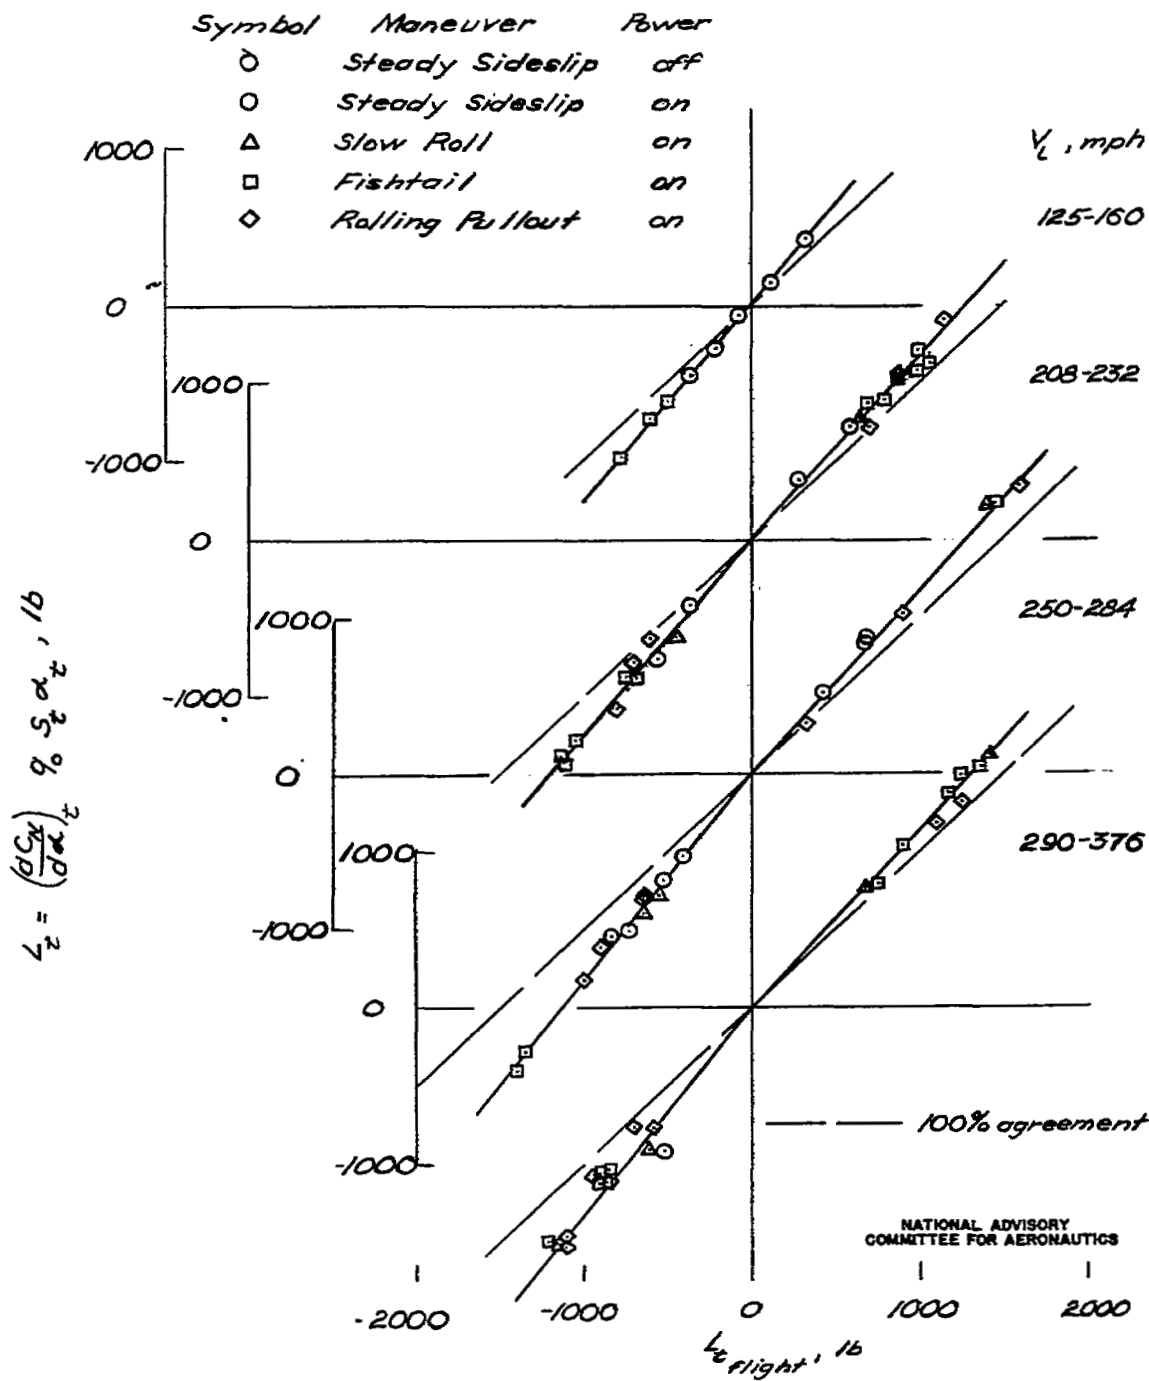 Symbol Maneuver Power
Steady Sideslip off
Steady Sideslip on
Slow Roll on
Fishtail on
Rolling Pullout on
V_i, mph
125-160
208-232
250-284
290-376
1000
0
-1000
1000
0
-1000
1000
0
-1000
1000
0
-1000
L_t = (dC_N/dα)_t q_o S_t α_t, lb
100% agreement
NATIONAL ADVISORY
COMMITTEE FOR AERONAUTICS
-2000 -1000 0 1000 2000
L_t flight, lb